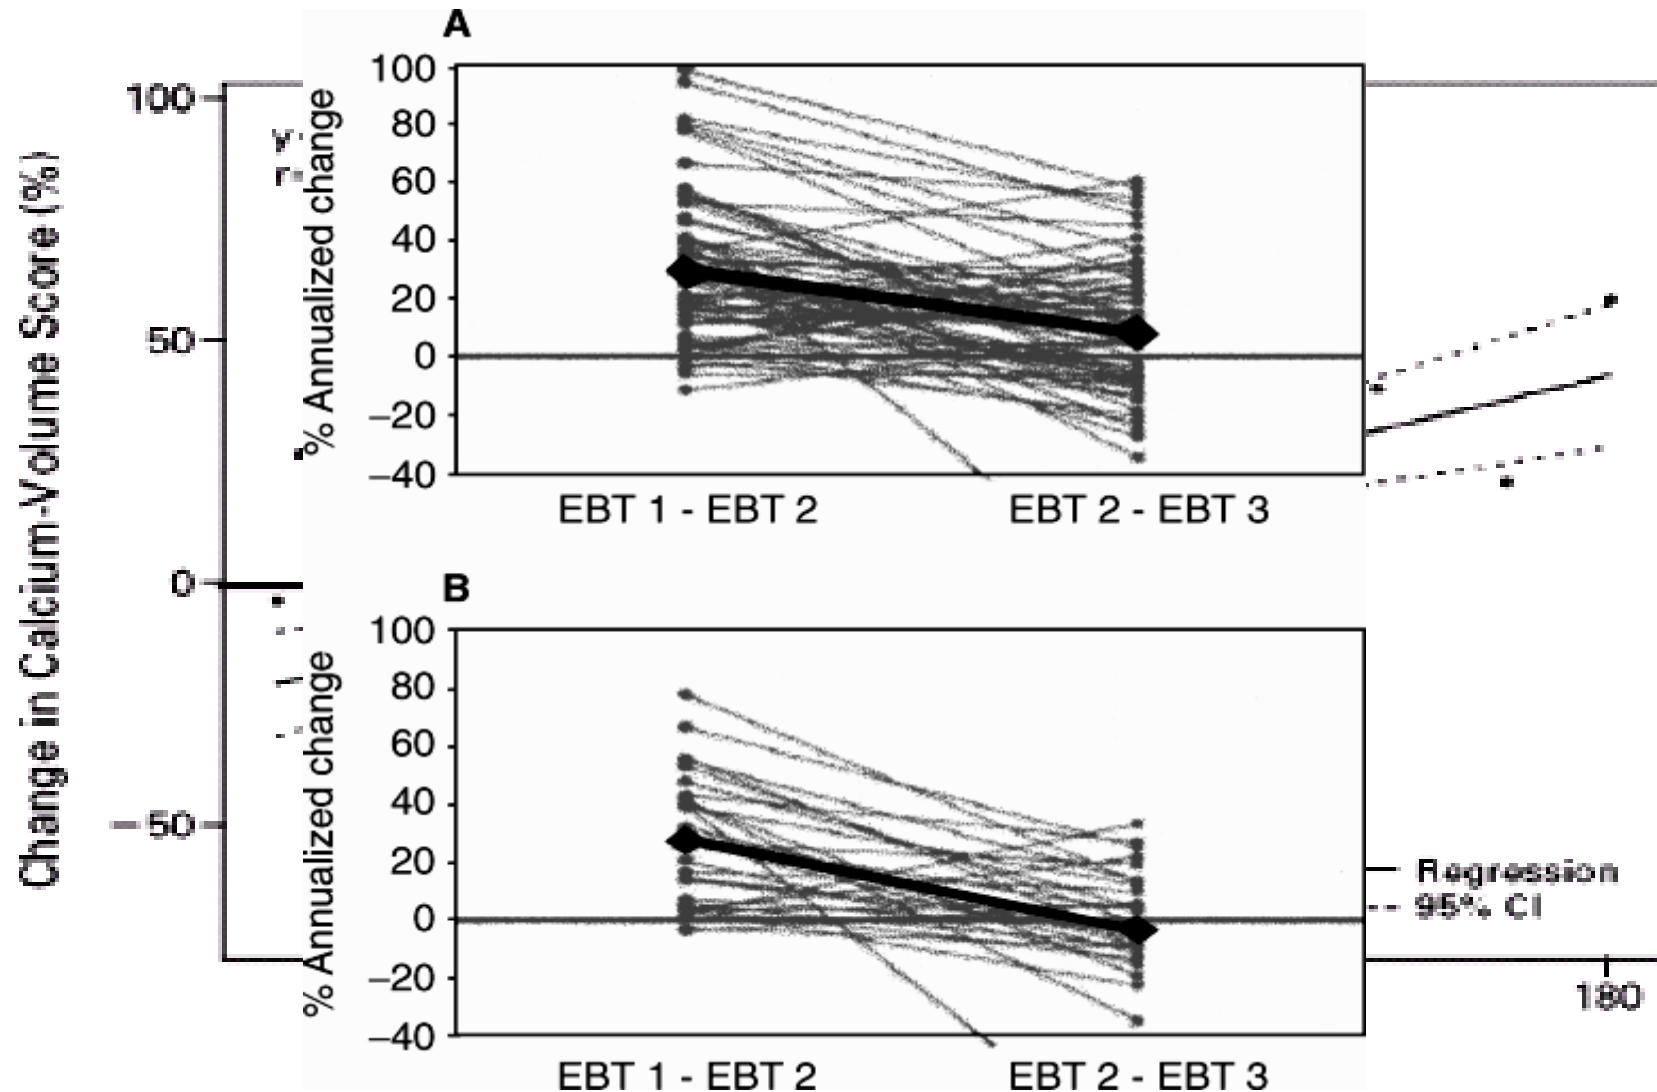 A
100
80
60
40
20
0
−20
−40
% Annualized change
EBT 1 - EBT 2
EBT 2 - EBT 3
B
100
80
60
40
20
0
−20
−40
% Annualized change
EBT 1 - EBT 2
EBT 2 - EBT 3
Change in Calcium-Volume Score (%)
100
50
0
−50
Regression
95% CI
180